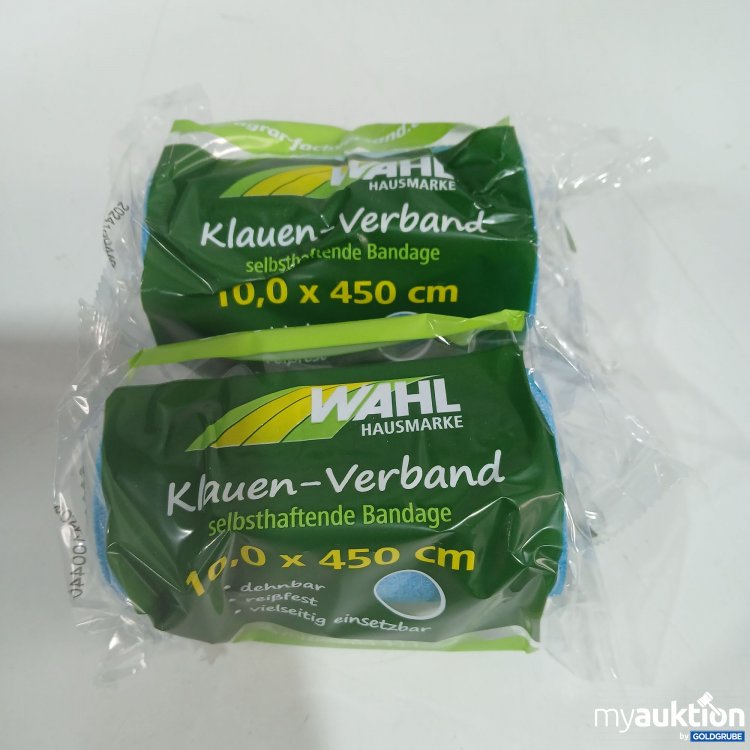 WAHL
HAUSMARKE
Klauen-Verband
selbsthaftende Bandage
10,0 x 450 cm
reißfest
WAHL
HAUSMARKE
Klauen-Verband
selbsthaftende Bandage
10,0 x 450 cm
• dehnbar
• reißfest
• vielseitig einsetzbar
myauktion
by GOLDGRUBE